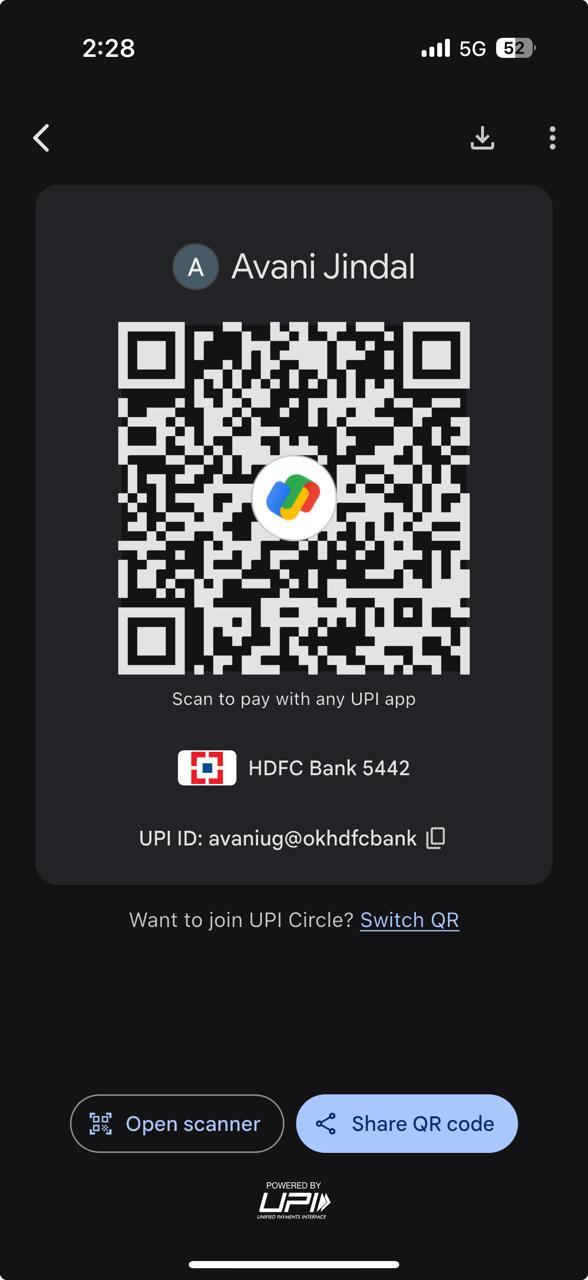 2:28 5G 52
A Avani Jindal
Scan to pay with any UPI app
HDFC Bank 5442
UPI ID: avaniug@okhdfcbank
Want to join UPI Circle? Switch QR
Open scanner Share QR code
POWERED BY
UPI
UNIFIED PAYMENTS INTERFACE